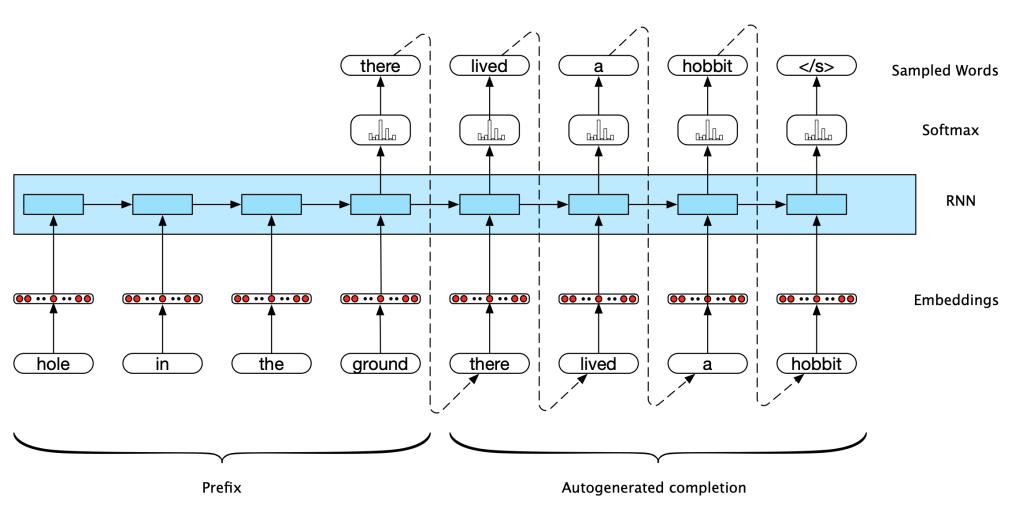 there lived a hobbit </s> Sampled Words
Softmax
RNN
Embeddings
hole in the ground there lived a hobbit
Prefix Autogenerated completion